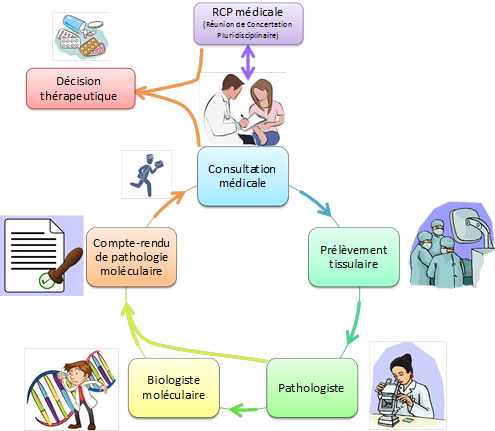 RCP médicale
(Réunion de Concertation
Pluridisciplinaire)
Décision
thérapeutique
Consultation
médicale
Compte-rendu
de pathologie
moléculaire
Prélèvement
tissulaire
Biologiste
moléculaire
Pathologiste